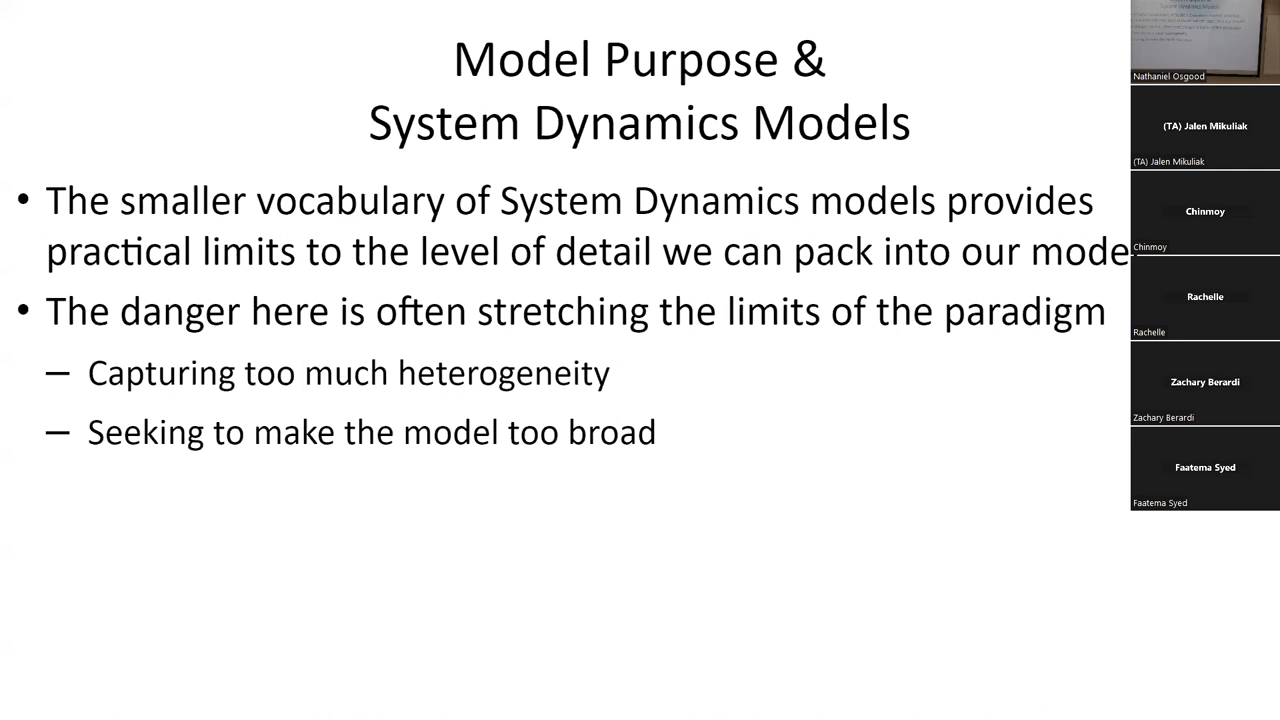 Model Purpose &
System Dynamics Models
• The smaller vocabulary of System Dynamics models provides
practical limits to the level of detail we can pack into our mode
• The danger here is often stretching the limits of the paradigm
– Capturing too much heterogeneity
– Seeking to make the model too broad
Nathaniel Osgood
(TA) Jalen Mikuliak
(TA) Jalen Mikuliak
Chinmoy
Chinmoy
Rachelle
Rachelle
Zachary Berardi
Zachary Berardi
Faatema Syed
Faatema Syed